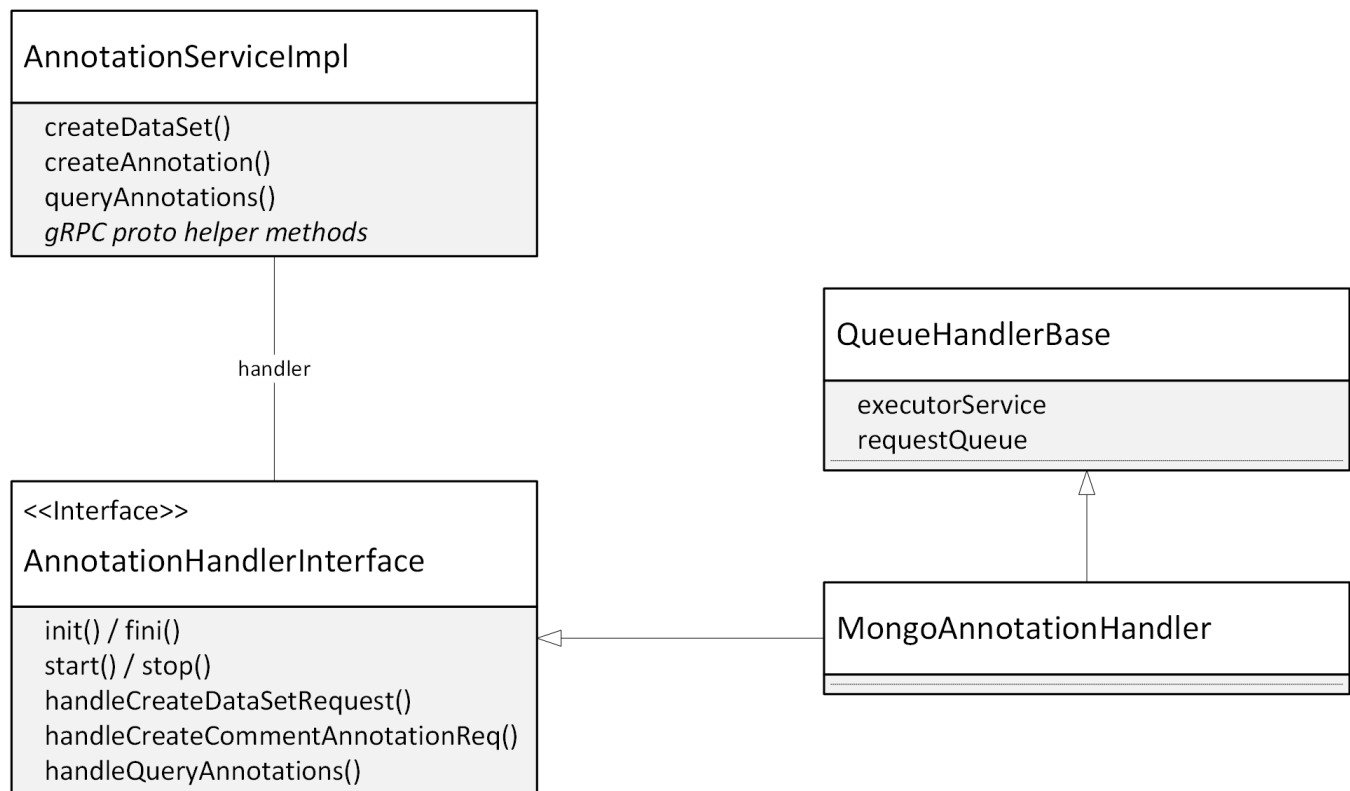 AnnotationServiceImpl
createDataSet()
createAnnotation()
queryAnnotations()
gRPC proto helper methods
handler
<<Interface>>
AnnotationHandlerInterface
init() / fini()
start() / stop()
handleCreateDataSetRequest()
handleCreateCommentAnnotationReq()
handleQueryAnnotations()
QueueHandlerBase
executorService
requestQueue
MongoAnnotationHandler